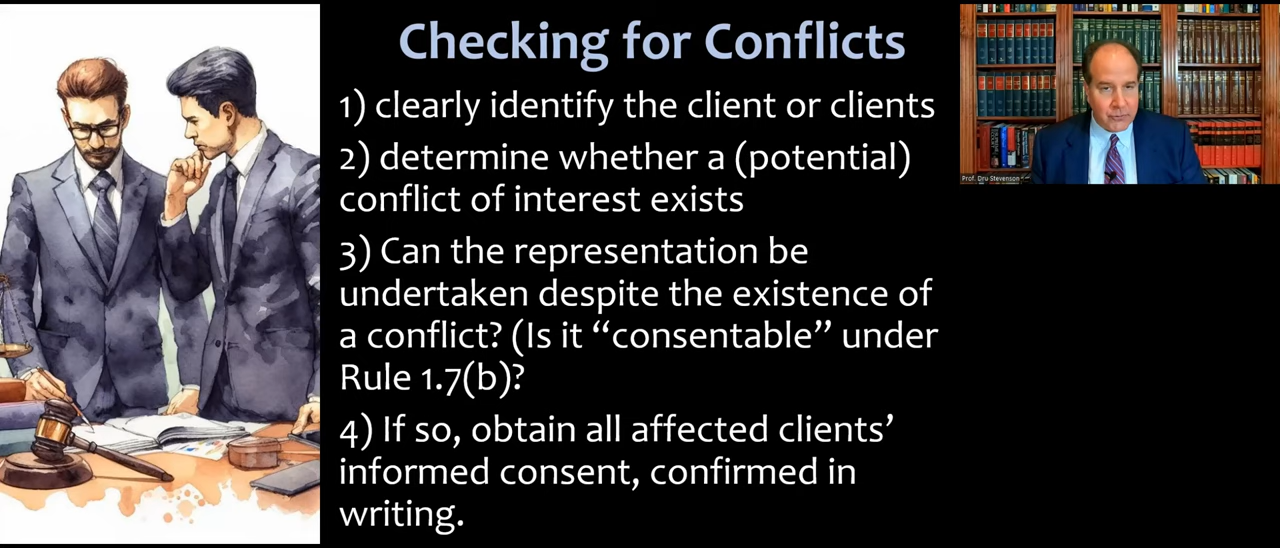 Checking for Conflicts
1) clearly identify the client or clients
2) determine whether a (potential)
conflict of interest exists
3) Can the representation be
undertaken despite the existence of
a conflict? (Is it “consentable” under
Rule 1.7(b)?
4) If so, obtain all affected clients’
informed consent, confirmed in
writing.
Prof. Dru Stevenson